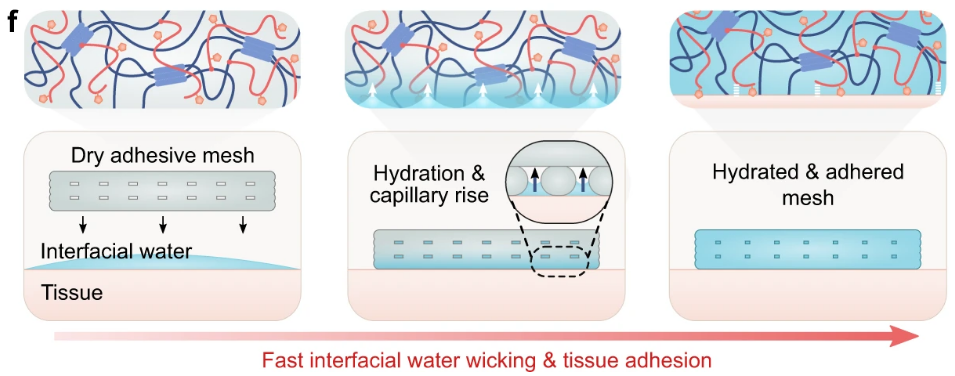 f
Dry adhesive mesh
Interfacial water
Tissue
Hydration &
capillary rise
Hydrated & adhered
mesh
Fast interfacial water wicking & tissue adhesion